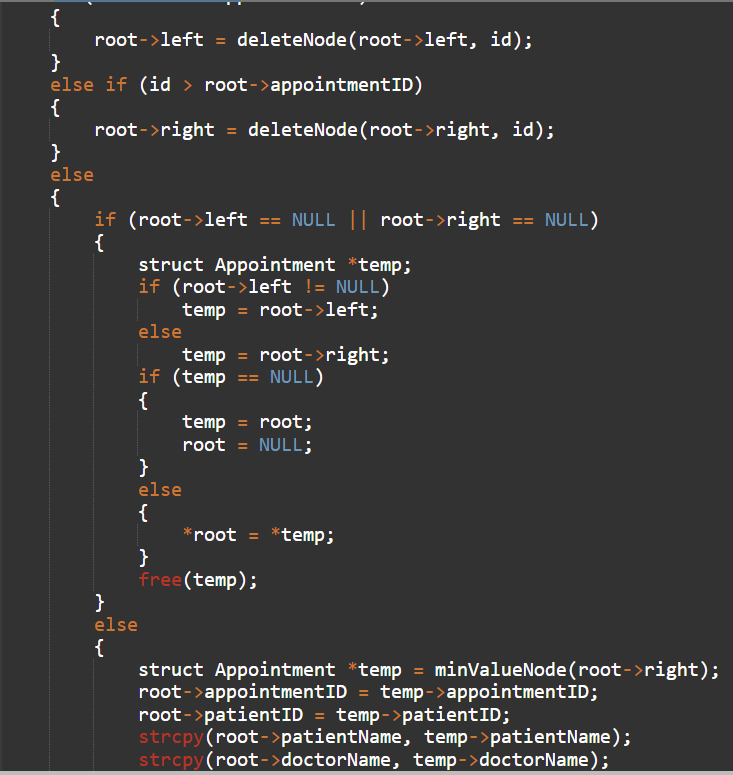 {
root->left = deleteNode(root->left, id);
}
else if (id > root->appointmentID)
{
root->right = deleteNode(root->right, id);
}
else
{
if (root->left == NULL || root->right == NULL)
{
struct Appointment *temp;
if (root->left != NULL)
temp = root->left;
else
temp = root->right;
if (temp == NULL)
{
temp = root;
root = NULL;
}
else
{
*root = *temp;
}
free(temp);
}
else
{
struct Appointment *temp = minValueNode(root->right);
root->appointmentID = temp->appointmentID;
root->patientID = temp->patientID;
strcpy(root->patientName, temp->patientName);
strcpy(root->doctorName, temp->doctorName);